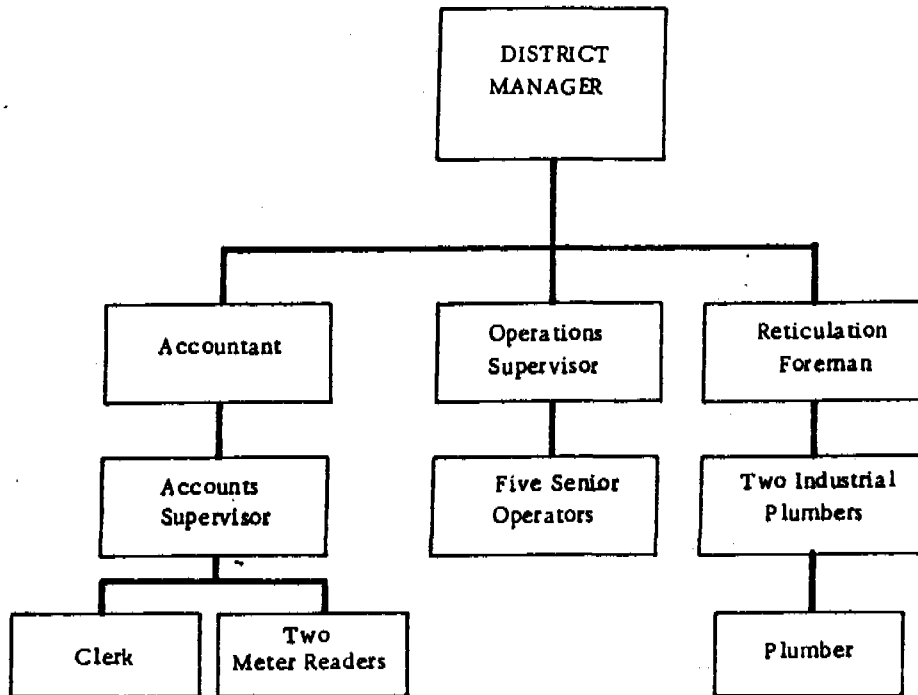 DISTRICT
MANAGER
Accountant
Operations
Supervisor
Reticulation
Foreman
Accounts
Supervisor
Five Senior
Operators
Two Industrial
Plumbers
Clerk
Two
Meter Readers
Plumber